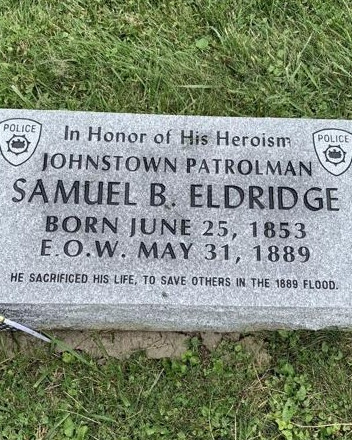 POLICE
POLICE
In Honor of His Heroism
JOHNSTOWN PATROLMAN
SAMUEL B. ELDRIDGE
BORN JUNE 25, 1853
E.O.W. MAY 31, 1889
HE SACRIFICED HIS LIFE, TO SAVE OTHERS IN THE 1889 FLOOD.